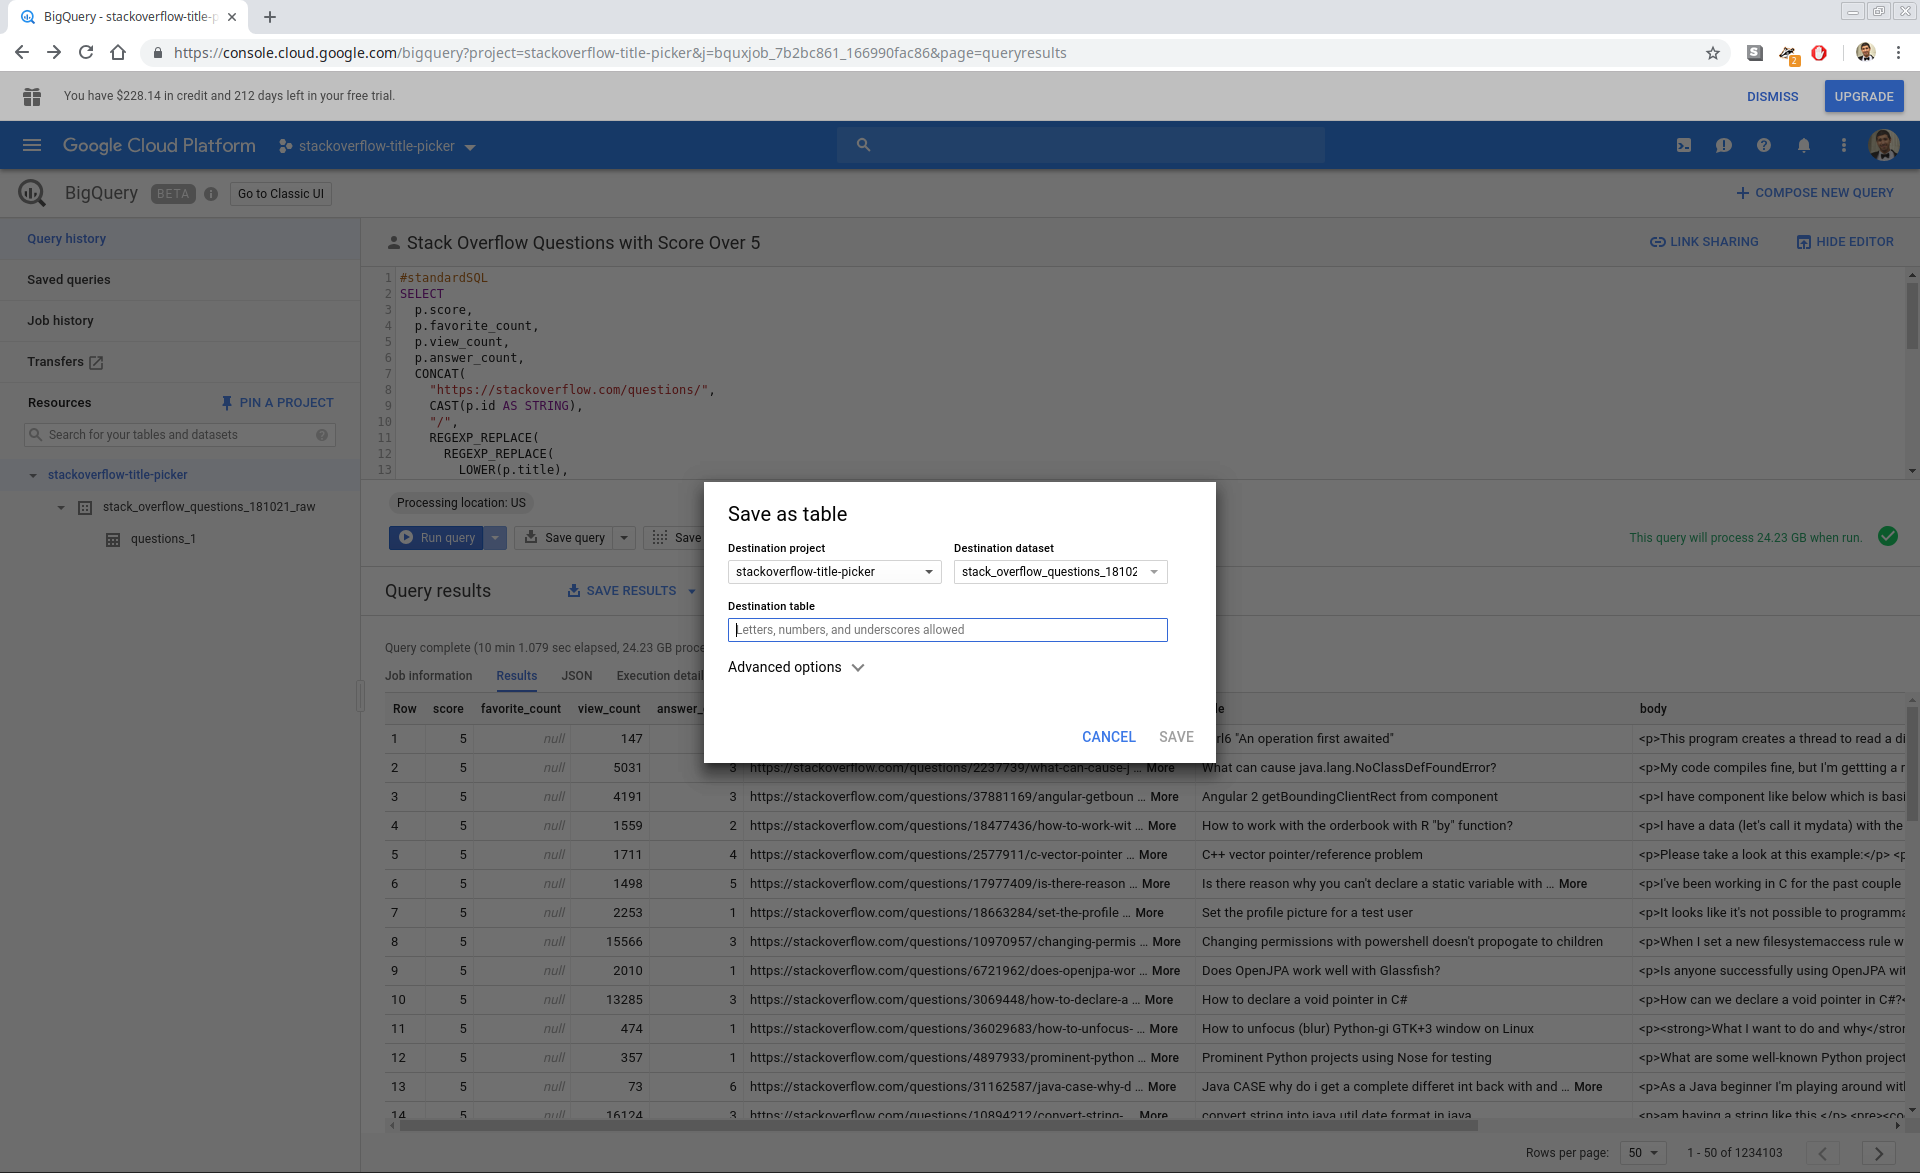 BigQuery - stackoverflow-title-p
https://console.cloud.google.com/bigquery?project=stackoverflow-title-picker&j=bquxjob_7b2bc861_166990fac86&page=queryresults
2
You have $228.14 in credit and 212 days left in your free trial.
DISMISS
UPGRADE
Google Cloud Platform
stackoverflow-title-picker
BigQuery
BETA
Go to Classic UI
COMPOSE NEW QUERY
Query history
Saved queries
Job history
Transfers
Resources
PIN A PROJECT
Search for your tables and datasets
stackoverflow-title-picker
stack_overflow_questions_181021_raw
questions_1
Stack Overflow Questions with Score Over 5
LINK SHARING
HIDE EDITOR
1 #standardSQL
2 SELECT
3 p.score,
4 p.favorite_count,
5 p.view_count,
6 p.answer_count,
7 CONCAT(
8 "https://stackoverflow.com/questions/",
9 CAST(p.id AS STRING),
10 "/",
11 REGEXP_REPLACE(
12 REGEXP_REPLACE(
13 LOWER(p.title),
Processing location: US
Run query
Save query
Save
This query will process 24.23 GB when run.
Query results
SAVE RESULTS
Query complete (10 min 1.079 sec elapsed, 24.23 GB proce
Job information Results JSON Execution detail
Save as table
Destination project
stackoverflow-title-picker
Destination dataset
stack_overflow_questions_18102
Destination table
Letters, numbers, and underscores allowed
Advanced options
CANCEL SAVE
Row score favorite_count view_count answer_ le body
1 5 null 147 rl6 "An operation first awaited" <p>This program creates a thread to read a di
2 5 null 5031 3 https://stackoverflow.com/questions/2237739/what-can-cause-j ... More What can cause java.lang.NoClassDefFoundError? <p>My code compiles fine, but I'm gettting a r
3 5 null 4191 3 https://stackoverflow.com/questions/37881169/angular-getboun ... More Angular 2 getBoundingClientRect from component <p>I have component like below which is basi
4 5 null 1559 2 https://stackoverflow.com/questions/18477436/how-to-work-wit ... More How to work with the orderbook with R "by" function? <p>I have a data (let's call it mydata) with the
5 5 null 1711 4 https://stackoverflow.com/questions/2577911/c-vector-pointer ... More C++ vector pointer/reference problem <p>Please take a look at this example:</p> <p
6 5 null 1498 5 https://stackoverflow.com/questions/17977409/is-there-reason ... More Is there reason why you can't declare a static variable with ... More <p>I've been working in C for the past couple
7 5 null 2253 1 https://stackoverflow.com/questions/18663284/set-the-profile ... More Set the profile picture for a test user <p>It looks like it's not possible to programma
8 5 null 15566 3 https://stackoverflow.com/questions/10970957/changing-permis ... More Changing permissions with powershell doesn't propogate to children <p>When I set a new filesystemaccess rule w
9 5 null 2010 1 https://stackoverflow.com/questions/6721962/does-openjpa-wor ... More Does OpenJPA work well with Glassfish? <p>Is anyone successfully using OpenJPA wit
10 5 null 13285 3 https://stackoverflow.com/questions/3069448/how-to-declare-a ... More How to declare a void pointer in C# <p>How can we declare a void pointer in C#?<
11 5 null 474 1 https://stackoverflow.com/questions/36029683/how-to-unfocus- ... More How to unfocus (blur) Python-gi GTK+3 window on Linux <p><strong>What I want to do and why</stron
12 5 null 357 1 https://stackoverflow.com/questions/4897933/prominent-python ... More Prominent Python projects using Nose for testing <p>What are some well-known Python project
13 5 null 73 6 https://stackoverflow.com/questions/31162587/java-case-why-d ... More Java CASE why do i get a complete differet int back with and ... More <p>As a Java beginner I'm playing around wit
14 5 null 16124 3 https://stackoverflow.com/questions/10894212/convert-string- ... More convert string into java util date format in java <p>am having a string like this </p> <pre><co
Rows per page: 50 1 - 50 of 1234103